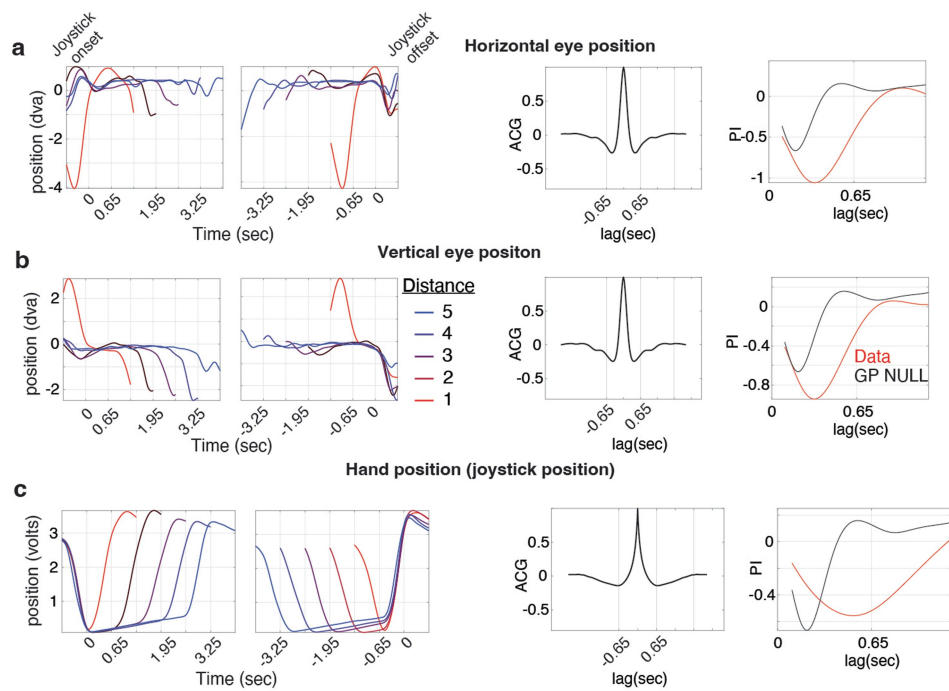 a
Joystick
onset
Joystick
offset
Horizontal eye position
position (dva)
0
-2
-4
0
0.65
1.95
3.25
Time (sec)
-3.25
-1.95
-0.65
0
ACG
0.5
0
-0.5
-0.65
0.65
lag(sec)
PI
0
-0.5
-1
0.65
lag(sec)
b
Vertical eye positon
position (dva)
2
0
-2
0
0.65
1.95
3.25
Time (sec)
-3.25
-1.95
-0.65
0
Distance
5
4
3
2
1
ACG
0.5
0
-0.5
-0.65
0.65
lag(sec)
PI
0
-0.4
-0.8
Data
GP NULL
0.65
lag(sec)
c
Hand position (joystick position)
position (volts)
3
2
1
0
0.65
1.95
3.25
Time (sec)
-3.25
-1.95
-0.65
0
Time (sec)
ACG
0.5
0
-0.5
-0.65
0.65
lag(sec)
PI
0
-0.4
0.65
lag(sec)